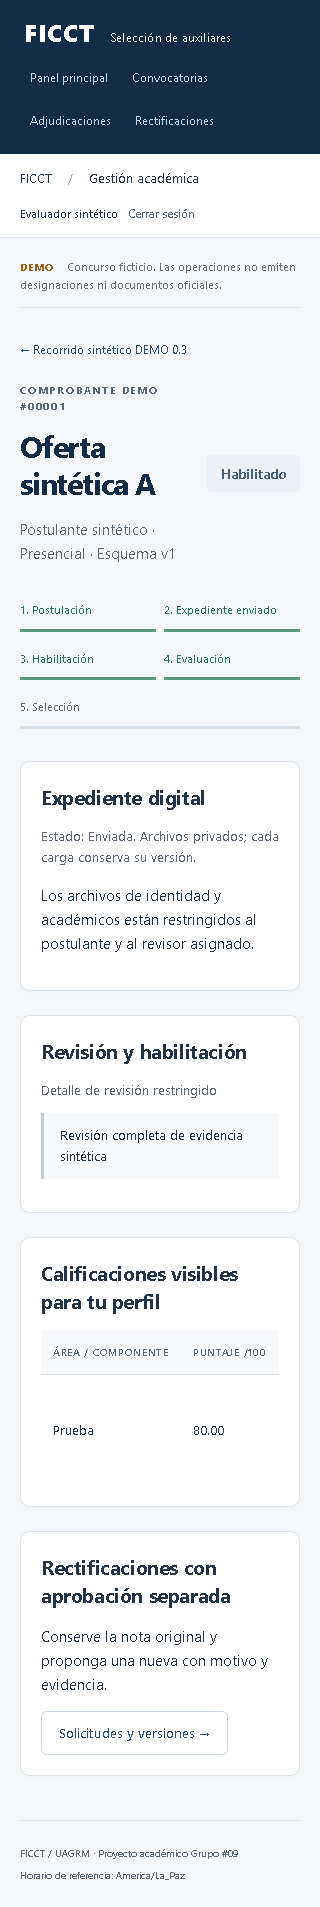 FICCT Selección de auxiliares
Panel principal Convocatorias
Adjudicaciones Rectificaciones
FICCT / Gestión académica
Evaluador sintético Cerrar sesión
DEMO Concurso ficticio. Las operaciones no emiten
designaciones ni documentos oficiales.
← Recorrido sintético DEMO 0.3
COMPROBANTE DEMO
#00001
Oferta
sintética A
Habilitado
Postulante sintético ·
Presencial · Esquema v1
1. Postulación 2. Expediente enviado
3. Habilitación 4. Evaluación
5. Selección
Expediente digital
Estado: Enviada. Archivos privados; cada
carga conserva su versión.
Los archivos de identidad y
académicos están restringidos al
postulante y al revisor asignado.
Revisión y habilitación
Detalle de revisión restringido
Revisión completa de evidencia
sintética
Calificaciones visibles
para tu perfil
ÁREA / COMPONENTE PUNTAJE /100
Prueba 80.00
Rectificaciones con
aprobación separada
Conserve la nota original y
proponga una nueva con motivo y
evidencia.
Solicitudes y versiones →
FICCT / UAGRM · Proyecto académico Grupo #09
Horario de referencia: America/La_Paz